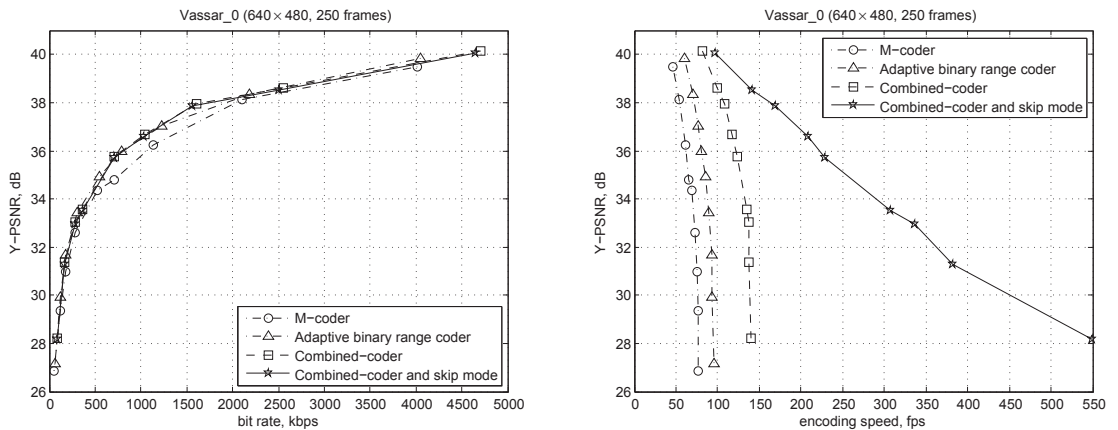 Vassar_0 (640×480, 250 frames)
40
38
36
34
32
30
28
26
Y−PSNR, dB
0
500
1000
1500
2000
2500
3000
3500
4000
4500
5000
bit rate, kbps
M−coder
Adaptive binary range coder
Combined−coder
Combined−coder and skip mode
Vassar_0 (640×480, 250 frames)
40
38
36
34
32
30
28
26
Y−PSNR, dB
0
50
100
150
200
250
300
350
400
450
500
550
encoding speed, fps
M−coder
Adaptive binary range coder
Combined−coder
Combined−coder and skip mode